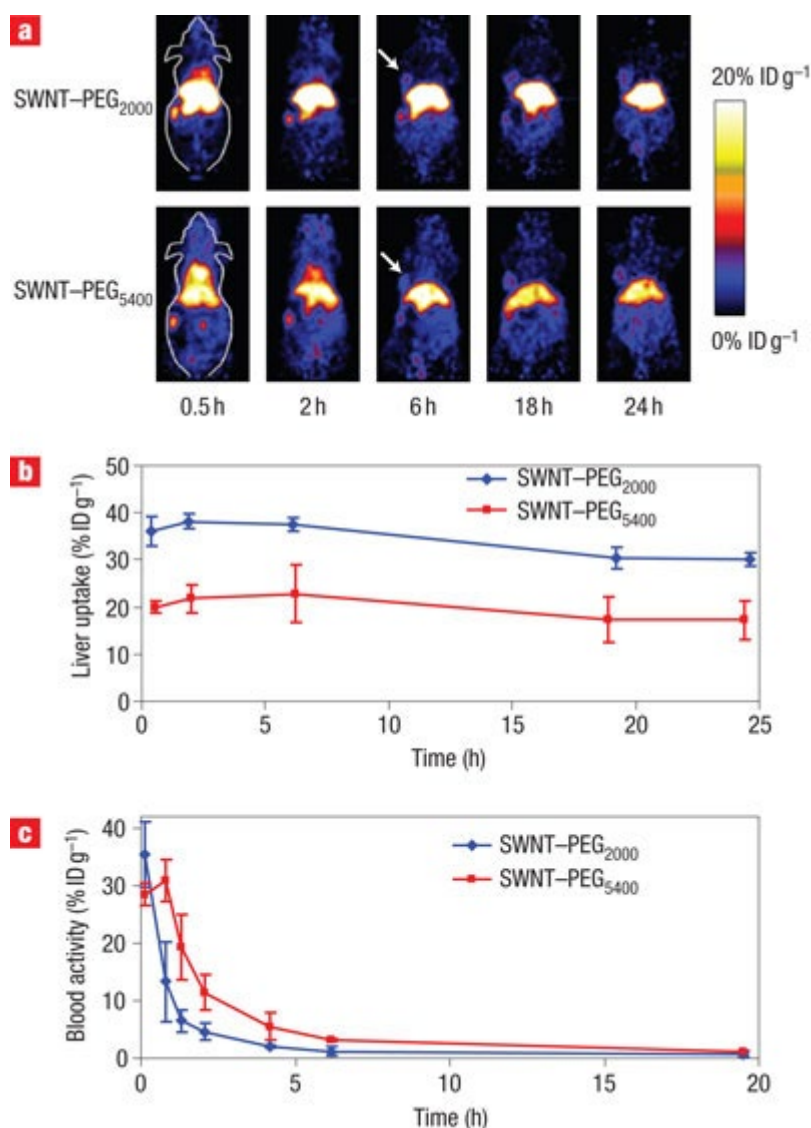 a
SWNT–PEG2000
SWNT–PEG5400
20% ID g–1
0% ID g–1
0.5 h 2 h 6 h 18 h 24 h
b
Liver uptake (% ID g–1)
50
40
30
20
10
0
SWNT–PEG2000
SWNT–PEG5400
0 5 10 15 20 25
Time (h)
c
Blood activity (% ID g–1)
40
30
20
10
0
SWNT–PEG2000
SWNT–PEG5400
0 5 10 15 20
Time (h)